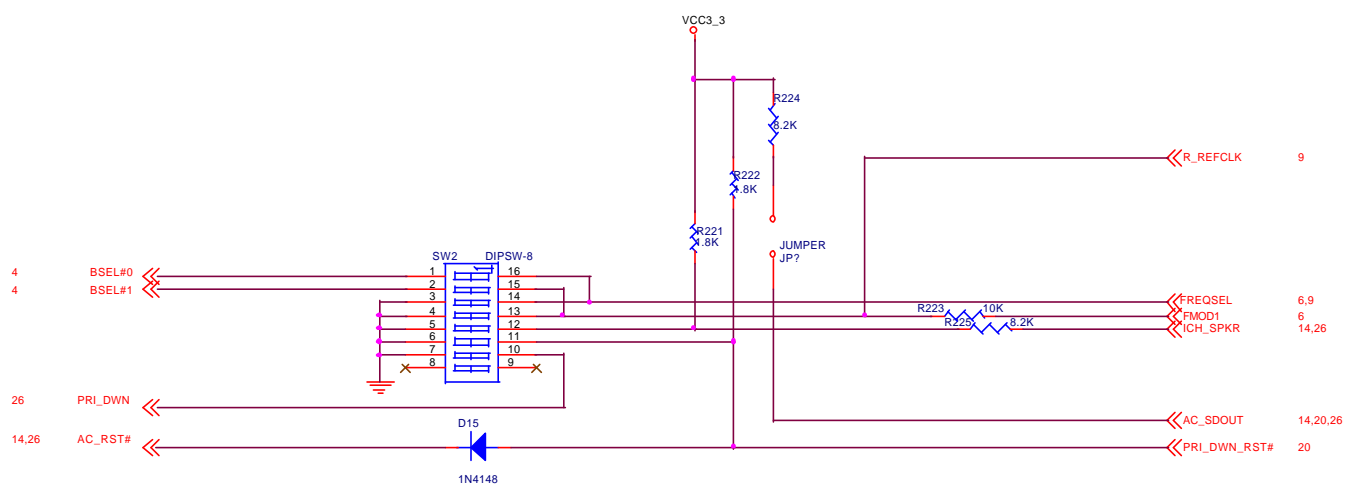 VCC3_3
R224
8.2K
R_REFCLK 9
R222
1.8K
R221
1.8K
JUMPER
JP?
SW2 DIPSW-8
4 BSEL#0 1 16
4 BSEL#1 2 15
3 14 FREQSEL 6,9
4 13 R223 10K FMOD1 6
5 12 R225 8.2K ICH_SPKR 14,26
6 11
7 10
8 9
26 PRI_DWN
AC_SDOUT 14,20,26
14,26 AC_RST# D15 PRI_DWN_RST# 20
1N4148